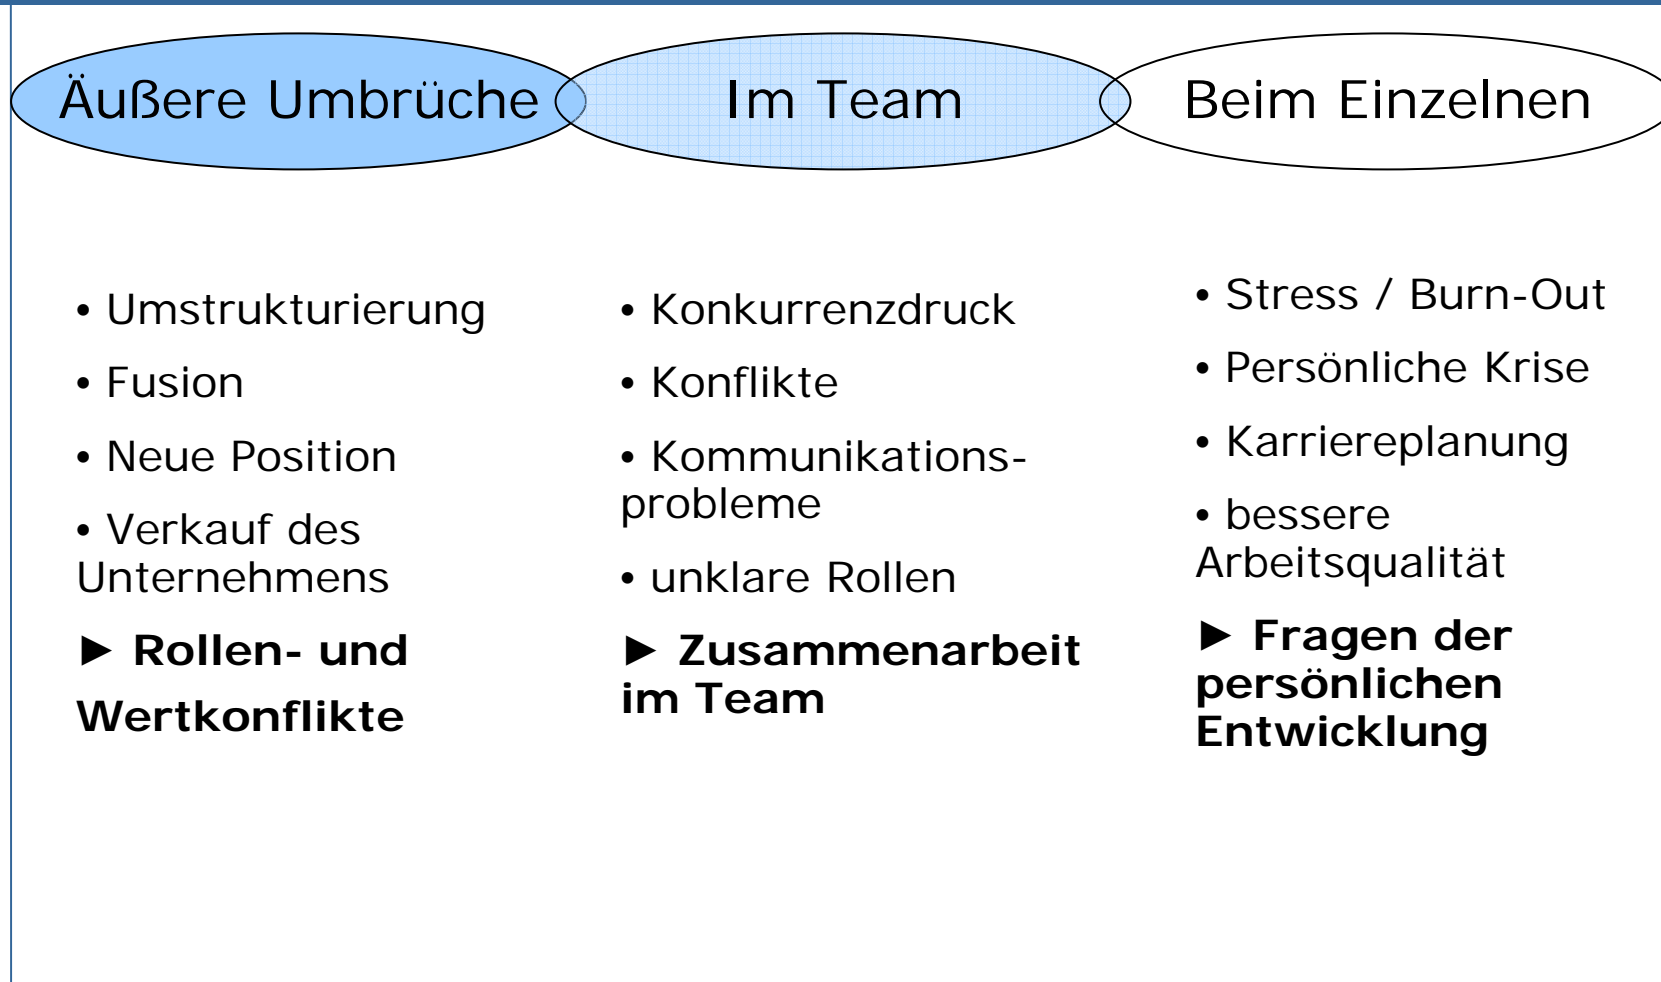 Äußere Umbrüche
Im Team
Beim Einzelnen
• Umstrukturierung
• Fusion
• Neue Position
• Verkauf des
Unternehmens
► Rollen- und
Wertkonflikte
• Konkurrenzdruck
• Konflikte
• Kommunikations-
probleme
• unklare Rollen
► Zusammenarbeit
im Team
• Stress / Burn-Out
• Persönliche Krise
• Karriereplanung
• bessere
Arbeitsqualität
► Fragen der
persönlichen
Entwicklung